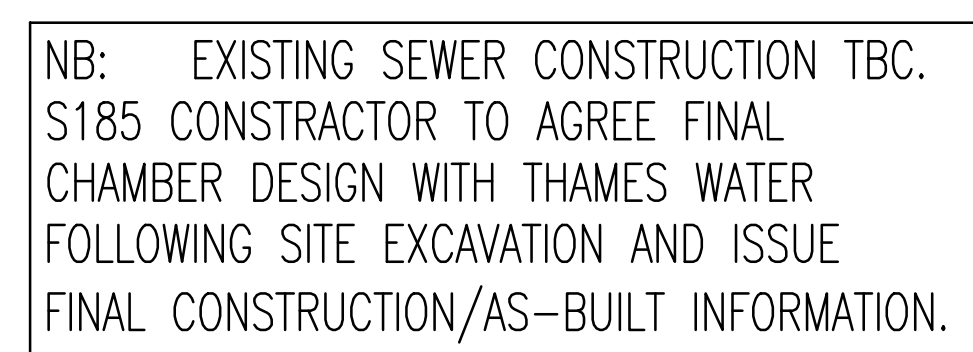 NB: EXISTING SEWER CONSTRUCTION TBC.
S185 CONSTRACTOR TO AGREE FINAL
CHAMBER DESIGN WITH THAMES WATER
FOLLOWING SITE EXCAVATION AND ISSUE
FINAL CONSTRUCTION/AS-BUILT INFORMATION.